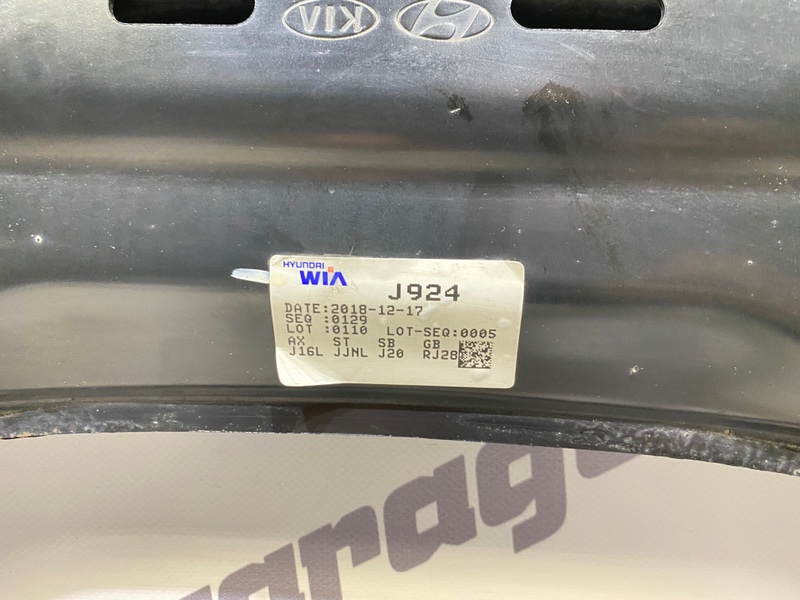 KIA
HYUNDAI
WIA
J924
DATE:2018-12-17
SEQ :0129
LOT :0110 LOT-SEQ:0005
AX ST SB GB
J16L JJNL J20 RJ28
garage